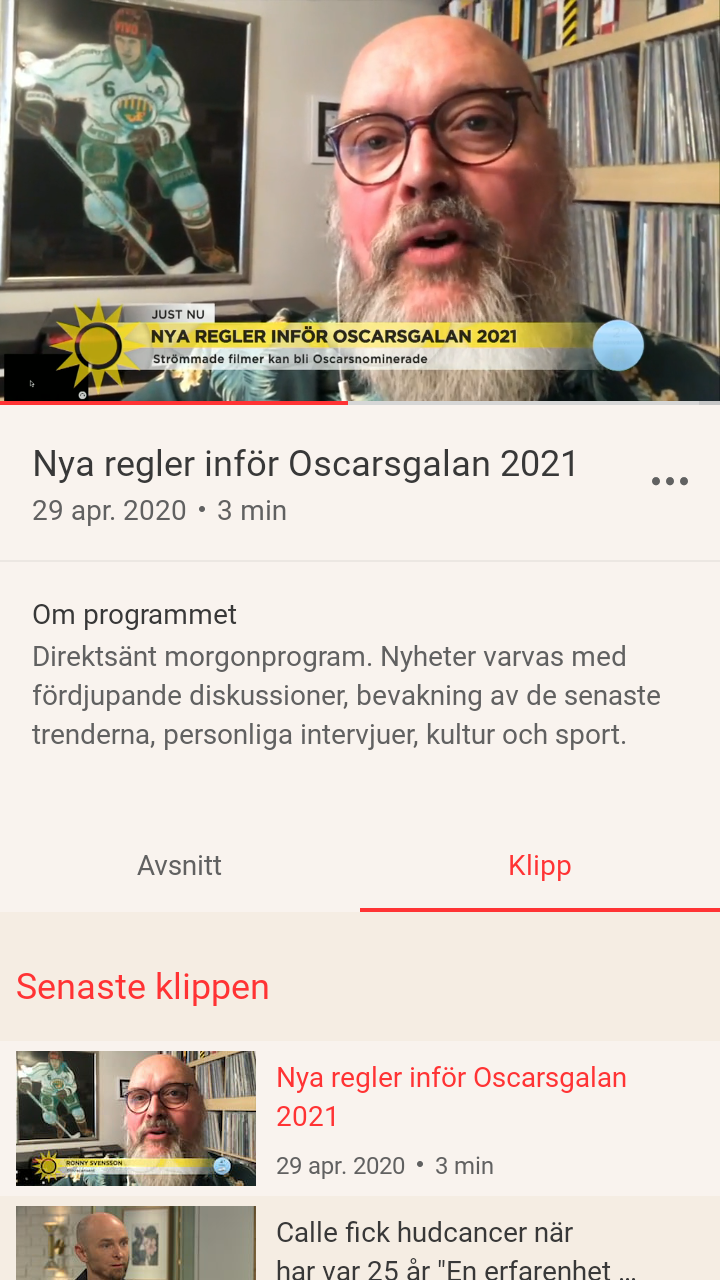 VIVO
6
JUST NU
NYA REGLER INFÖR OSCARSGALAN 2021
Strömmade filmer kan bli Oscarsnominerade
Nya regler inför Oscarsgalan 2021
29 apr. 2020 • 3 min
Om programmet
Direktsänt morgonprogram. Nyheter varvas med
fördjupande diskussioner, bevakning av de senaste
trenderna, personliga intervjuer, kultur och sport.
Avsnitt
Klipp
Senaste klippen
RONNY SVENSSON
Nya regler inför Oscarsgalan
2021
29 apr. 2020 • 3 min
Calle fick hudcancer när
han var 25 år "En erfarenhet ...